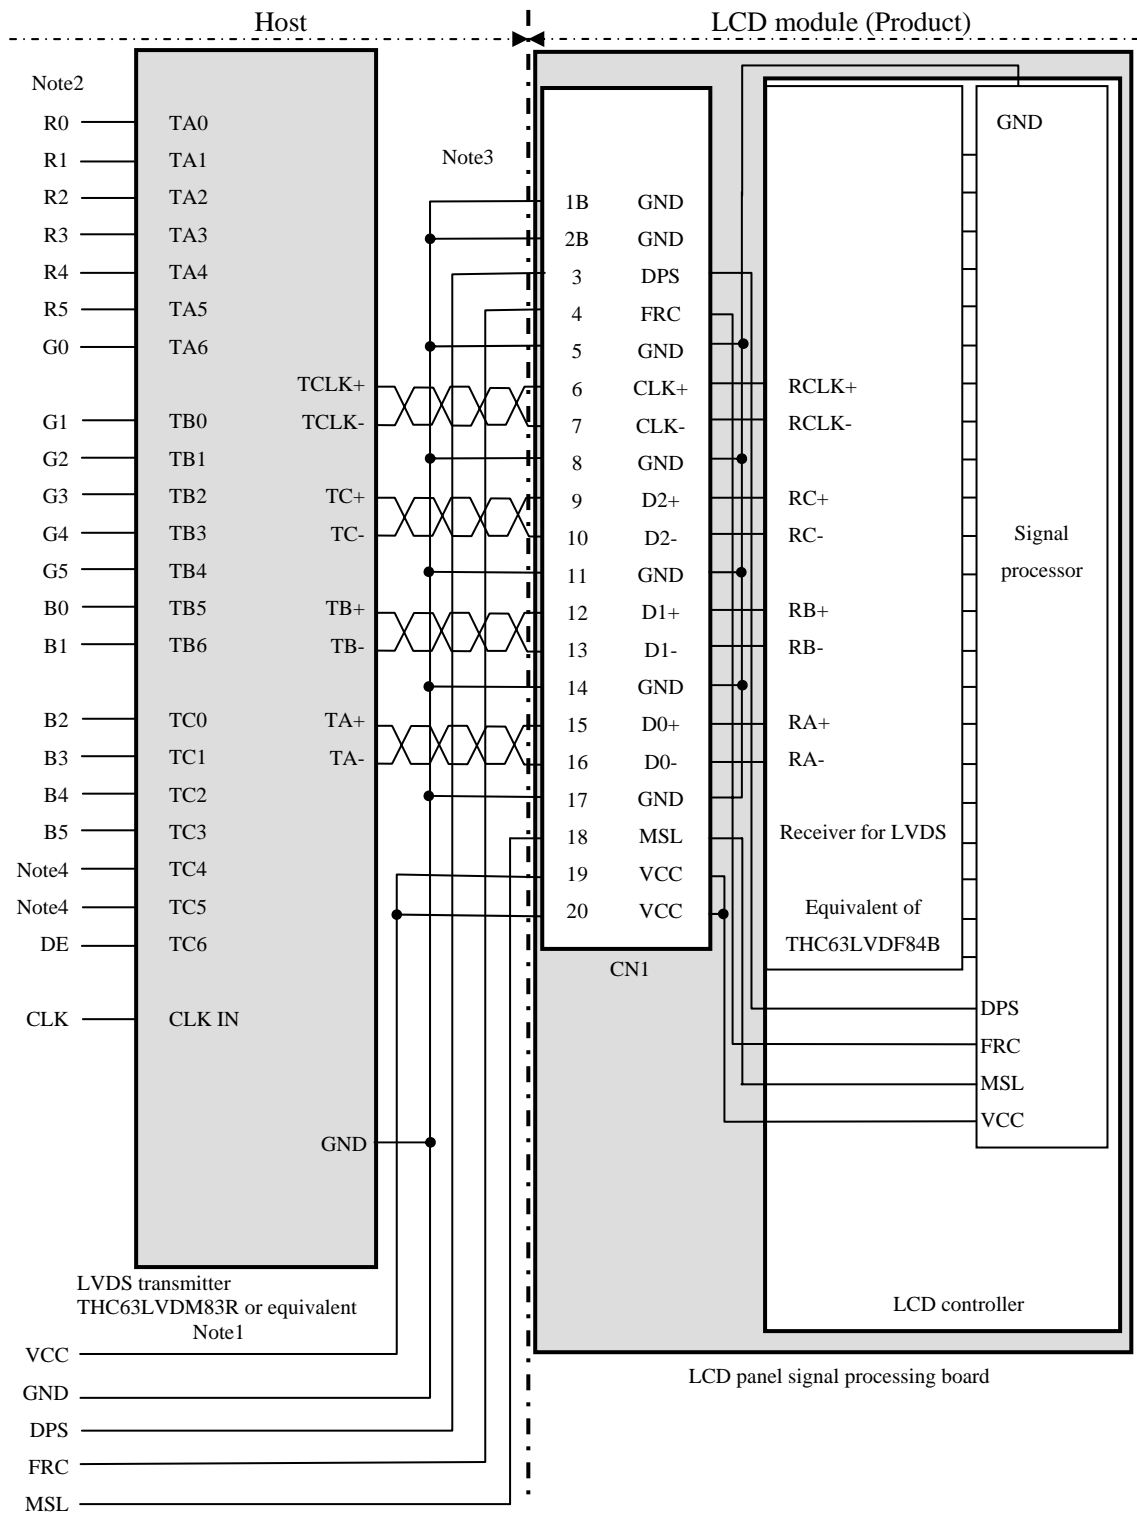 Host
LCD module (Product)
Note2
R0 TA0
R1 TA1
R2 TA2
R3 TA3
R4 TA4
R5 TA5
G0 TA6
G1 TB0
G2 TB1
G3 TB2
G4 TB3
G5 TB4
B0 TB5
B1 TB6
B2 TC0
B3 TC1
B4 TC2
B5 TC3
Note4 TC4
Note4 TC5
DE TC6
CLK CLK IN
TCLK+
TCLK-
TC+
TC-
TB+
TB-
TA+
TA-
GND
LVDS transmitter
THC63LVDM83R or equivalent
Note1
VCC
GND
DPS
FRC
MSL
Note3
1B GND
2B GND
3 DPS
4 FRC
5 GND
6 CLK+
7 CLK-
8 GND
9 D2+
10 D2-
11 GND
12 D1+
13 D1-
14 GND
15 D0+
16 D0-
17 GND
18 MSL
19 VCC
20 VCC
CN1
RCLK+
RCLK-
RC+
RC-
RB+
RB-
RA+
RA-
Receiver for LVDS
Equivalent of
THC63LVDF84B
GND
Signal
processor
DPS
FRC
MSL
VCC
LCD controller
LCD panel signal processing board